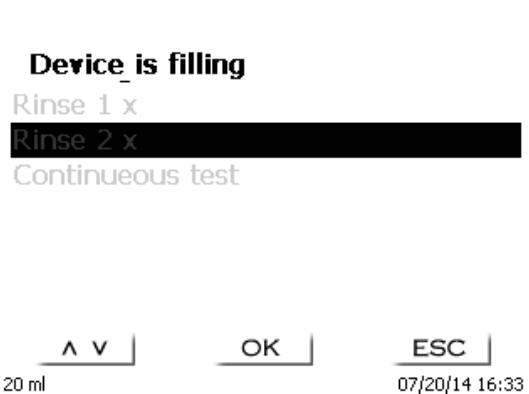 Device is filling
Rinse 1 x
Rinse 2 x
Continueous test
∧ ∨ OK ESC
20 ml 07/20/14 16:33